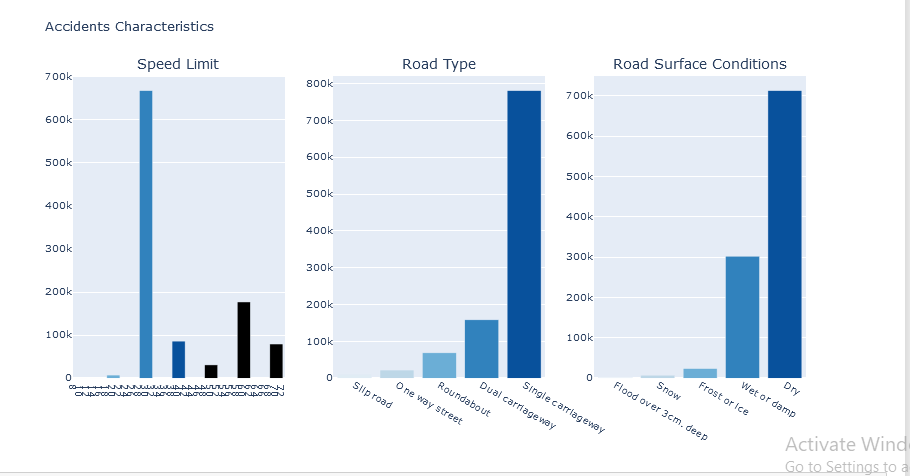 Accidents Characteristics
Speed Limit
Road Type
Road Surface Conditions
700k
600k
500k
400k
300k
200k
100k
0
800k
700k
600k
500k
400k
300k
200k
100k
0
700k
600k
500k
400k
300k
200k
100k
0
Slip road
One way street
Roundabout
Dual carriageway
Single carriageway
Flood over 3cm. deep
Snow
Frost or ice
Wet or damp
Dry
Activate Wind
Go to Settings to a